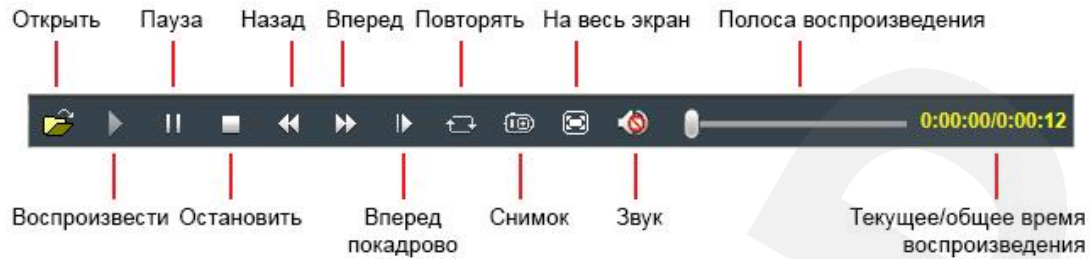 Открыть Пауза Назад Вперед Повторять На весь экран Полоса воспроизведения
0:00:00/0:00:12
Воспроизвести Остановить Вперед покадрово Снимок Звук Текущее/общее время воспроизведения